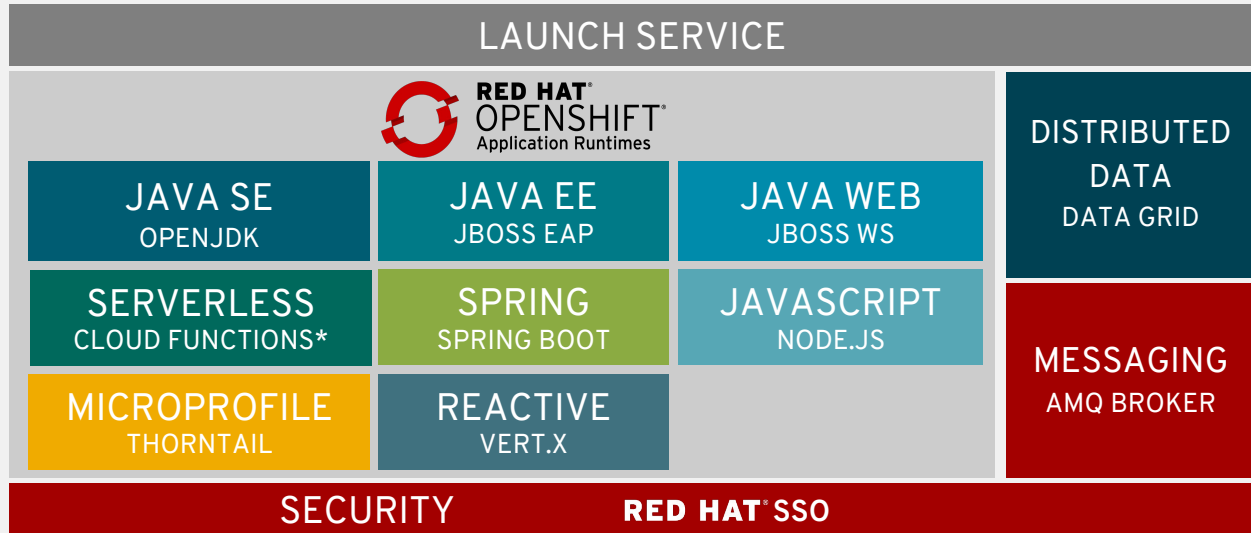 LAUNCH SERVICE
RED HAT®
OPENSHIFT®
Application Runtimes
JAVA SE
OPENJDK
JAVA EE
JBOSS EAP
JAVA WEB
JBOSS WS
SERVERLESS
CLOUD FUNCTIONS*
SPRING
SPRING BOOT
JAVASCRIPT
NODE.JS
MICROPROFILE
THORNTAIL
REACTIVE
VERT.X
DISTRIBUTED
DATA
DATA GRID
MESSAGING
AMQ BROKER
SECURITY RED HAT® SSO